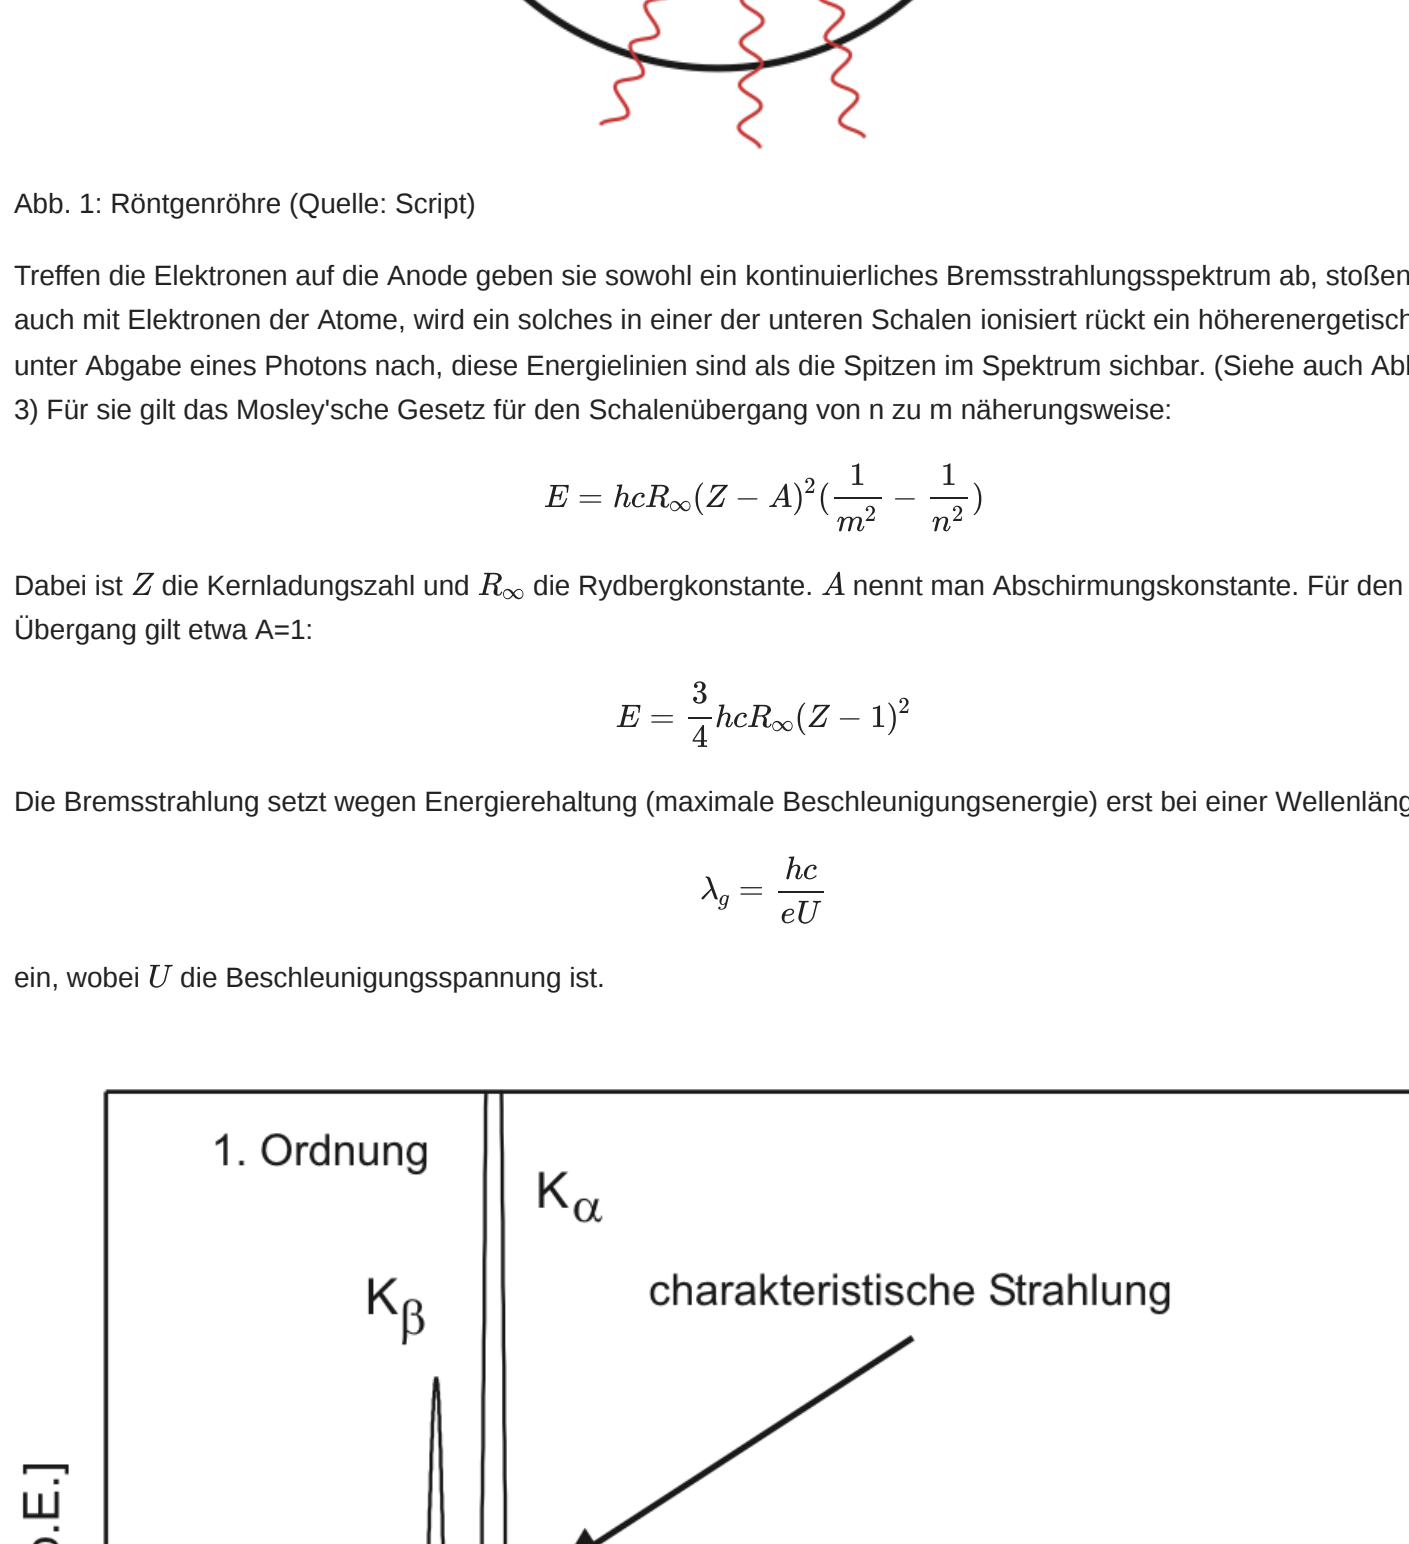 Abb. 1: Röntgenröhre (Quelle: Script)
Treffen die Elektronen auf die Anode geben sie sowohl ein kontinuierliches Bremsstrahlungsspektrum ab, stoßen
auch mit Elektronen der Atome, wird ein solches in einer der unteren Schalen ionisiert rückt ein höherenergetisch
unter Abgabe eines Photons nach, diese Energielinien sind als die Spitzen im Spektrum sichbar. (Siehe auch
3) Für sie gilt das Mosley'sche Gesetz für den Schalenübergang von n zu m näherungsweise:
E = hcR∞(Z − A)²(1/m² − 1/n²)
Dabei ist Z die Kernladungszahl und R∞ die Rydbergkonstante. A nennt man Abschirmungskonstante. Für den
Übergang gilt etwa A=1:
E = 3/4 hcR∞(Z − 1)²
Die Bremsstrahlung setzt wegen Energierehaltung (maximale Beschleunigungsenergie) erst bei einer Wellenläng
λg = hc/eU
ein, wobei U die Beschleunigungsspannung ist.
1. Ordnung
Kα
Kβ
charakteristische Strahlung
.E.]